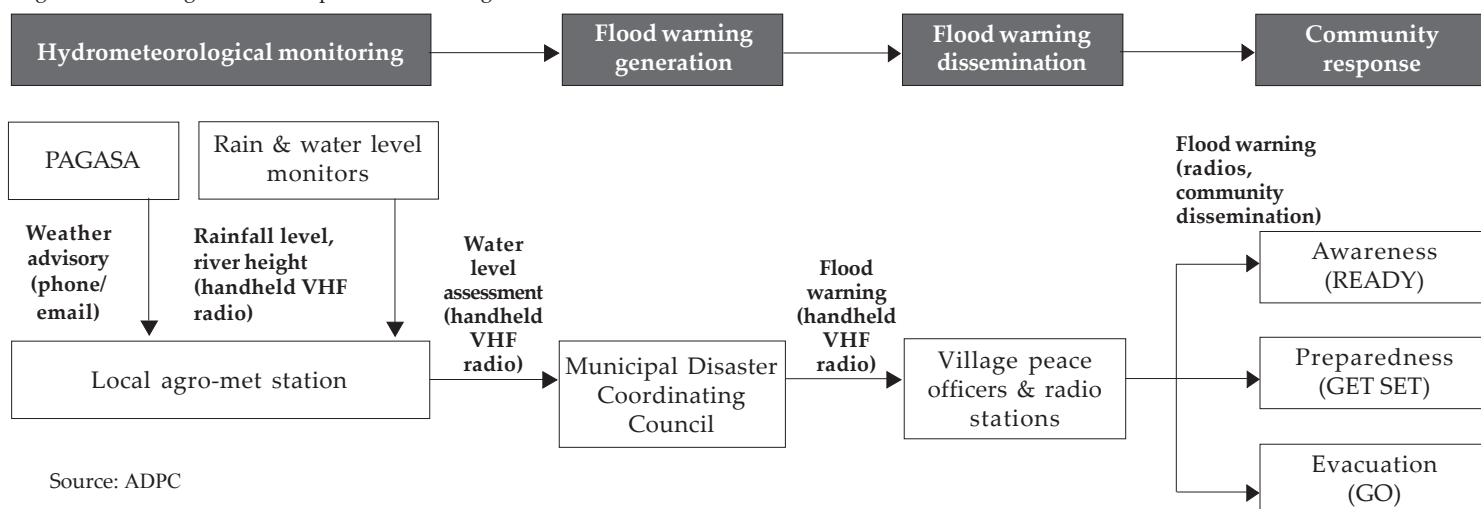 Hydrometeorological monitoring
Flood warning
generation
Flood warning
dissemination
Community
response
PAGASA
Rain & water level
monitors
Weather
advisory
(phone/
email)
Rainfall level,
river height
(handheld VHF
radio)
Local agro-met station
Water
level
assessment
(handheld
VHF
radio)
Municipal Disaster
Coordinating
Council
Flood
warning
(handheld
VHF
radio)
Village peace
officers & radio
stations
Flood warning
(radios,
community
dissemination)
Awareness
(READY)
Preparedness
(GET SET)
Evacuation
(GO)
Source: ADPC